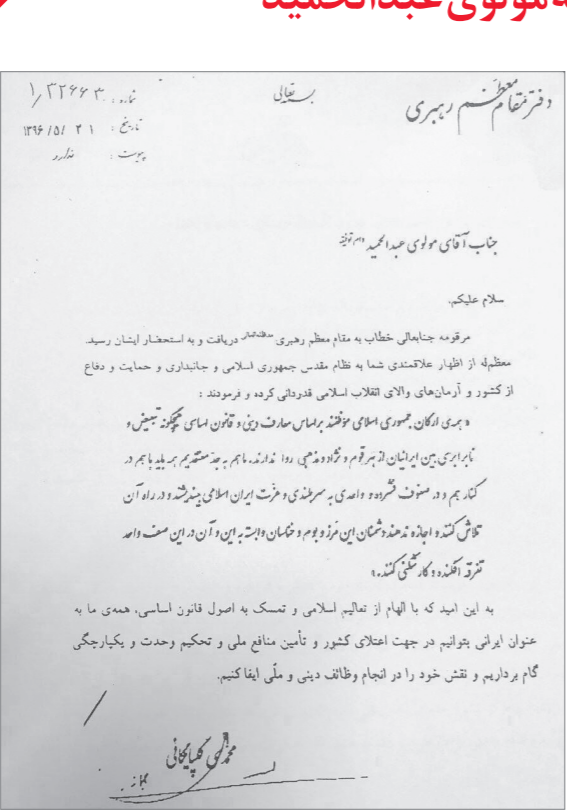 مولوی عبدالحمید
بسمه تعالی
دفتر مقام معظم رهبری
شماره : ۱/۳۲۶۶۳
تاریخ : ۱۳۹۶/۵/۳۱
پیوست : ندارد
جناب آقای مولوی عبدالحمید دام توفیقه
سلام علیکم،
مرقومه جنابعالی خطاب به مقام معظم رهبری مدظله‌العالی دریافت و به استحضار ایشان رسید.
معظم‌له از اظهار علاقمندی شما به نظام مقدس جمهوری اسلامی و جانبداری و حمایت و دفاع
از کشور و آرمان‌های والای انقلاب اسلامی قدردانی کرده و فرمودند :
« همه‌ی ارکان جمهوری اسلامی موظفند براساس معارف دینی و قانون اساسی هیچگونه تبعیض و
نابرابری بین ایرانیان از هر قوم و نژاد و مذهبی روا ندارند. ما هم به جد معتقدیم همه باید با هم در
کنار هم و در صفوف فشرده و واحدی به سربلندی و عزّت ایران اسلامی بیندیشند و در راه آن
تلاش کنند و اجازه ندهند دشمنان این مرز و بوم و خناسان وابسته به این و آن در این صف واحد
تفرقه افکنده و کارشکنی کنند.»
به این امید که با الهام از تعالیم اسلامی و تمسک به اصول قانون اساسی، همه‌ی ما به
عنوان ایرانی بتوانیم در جهت اعتلای کشور و تأمین منافع ملی و تحکیم وحدت و یکپارچگی
گام برداریم و نقش خود را در انجام وظائف دینی و ملّی ایفا کنیم.
محمدی گلپایگانی